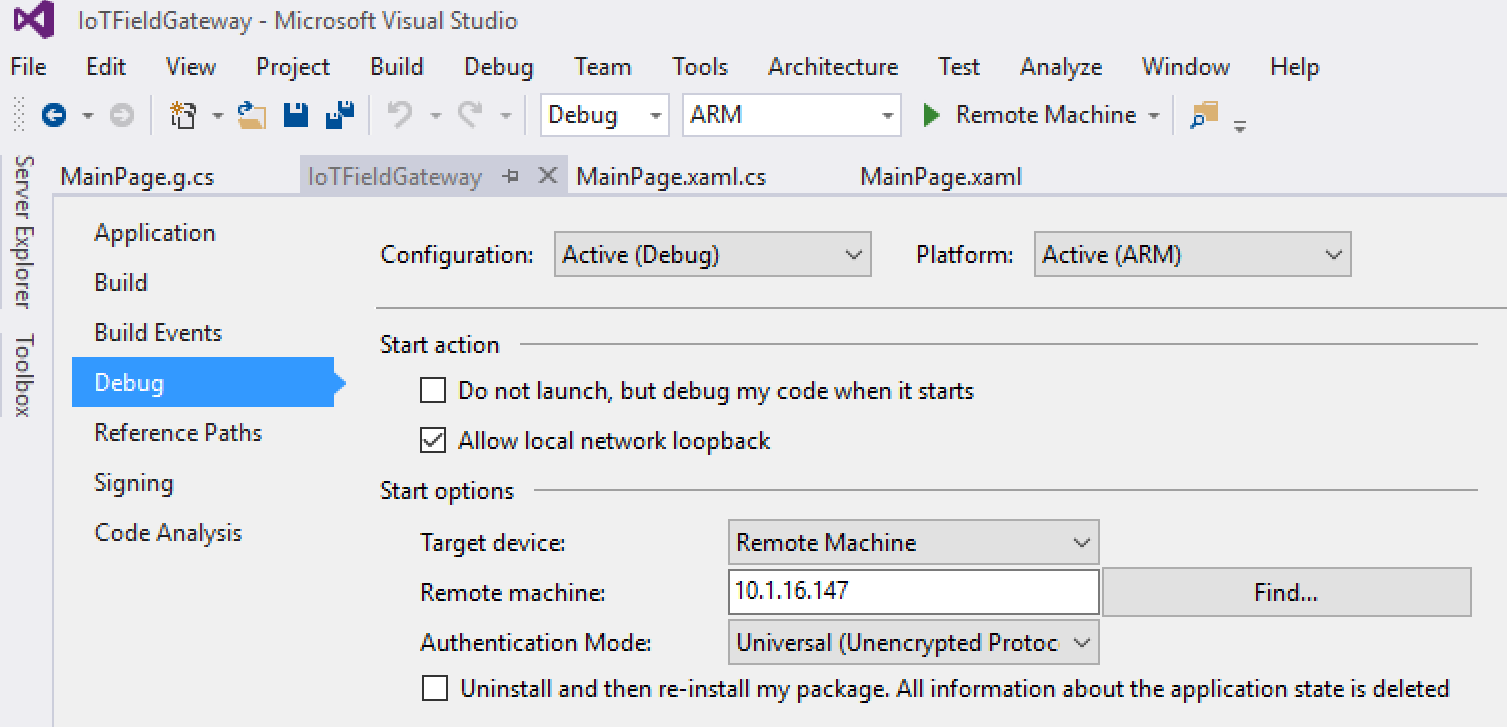 IoTFieldGateway - Microsoft Visual Studio
File Edit View Project Build Debug Team Tools Architecture Test Analyze Window Help
Debug ARM Remote Machine
Server Explorer
Toolbox
MainPage.g.cs IoTFieldGateway MainPage.xaml.cs MainPage.xaml
Application
Build
Build Events
Debug
Reference Paths
Signing
Code Analysis
Configuration: Active (Debug) Platform: Active (ARM)
Start action
Do not launch, but debug my code when it starts
Allow local network loopback
Start options
Target device: Remote Machine
Remote machine: 10.1.16.147 Find...
Authentication Mode: Universal (Unencrypted Protoc
Uninstall and then re-install my package. All information about the application state is deleted